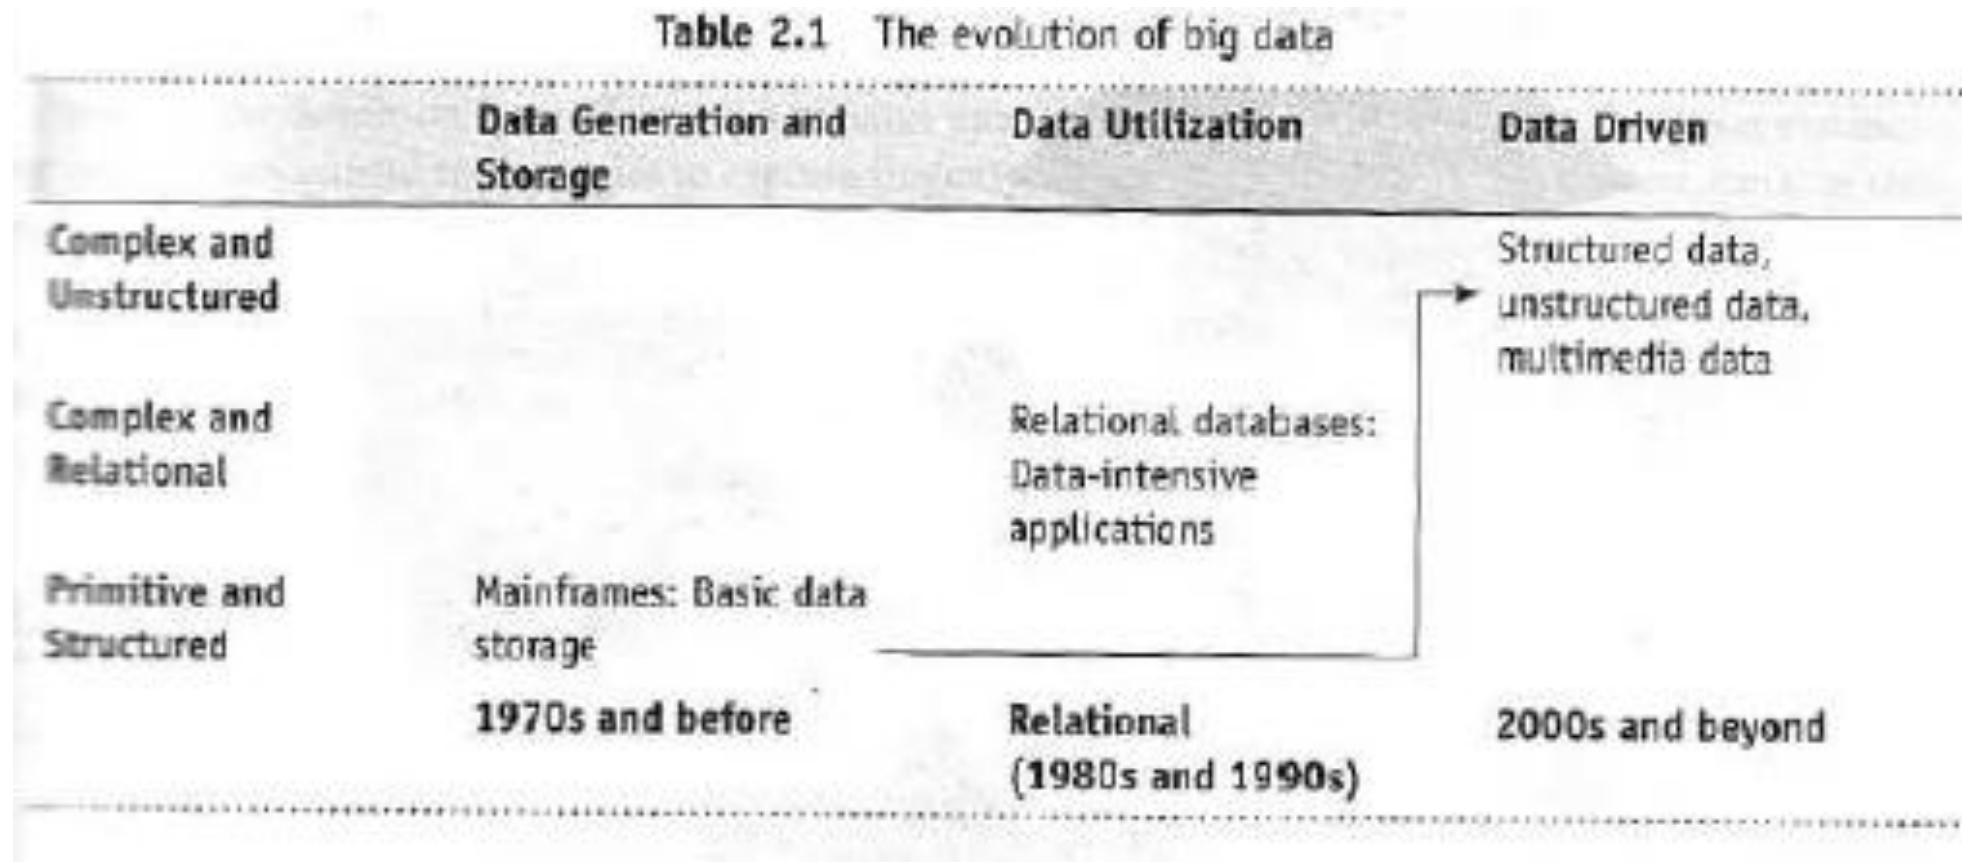 Table 2.1 The evolution of big data
Data Generation and Storage Data Utilization Data Driven
Complex and Unstructured Structured data, unstructured data, multimedia data
Complex and Relational Relational databases: Data-intensive applications
Primitive and Structured Mainframes: Basic data storage
1970s and before Relational (1980s and 1990s) 2000s and beyond